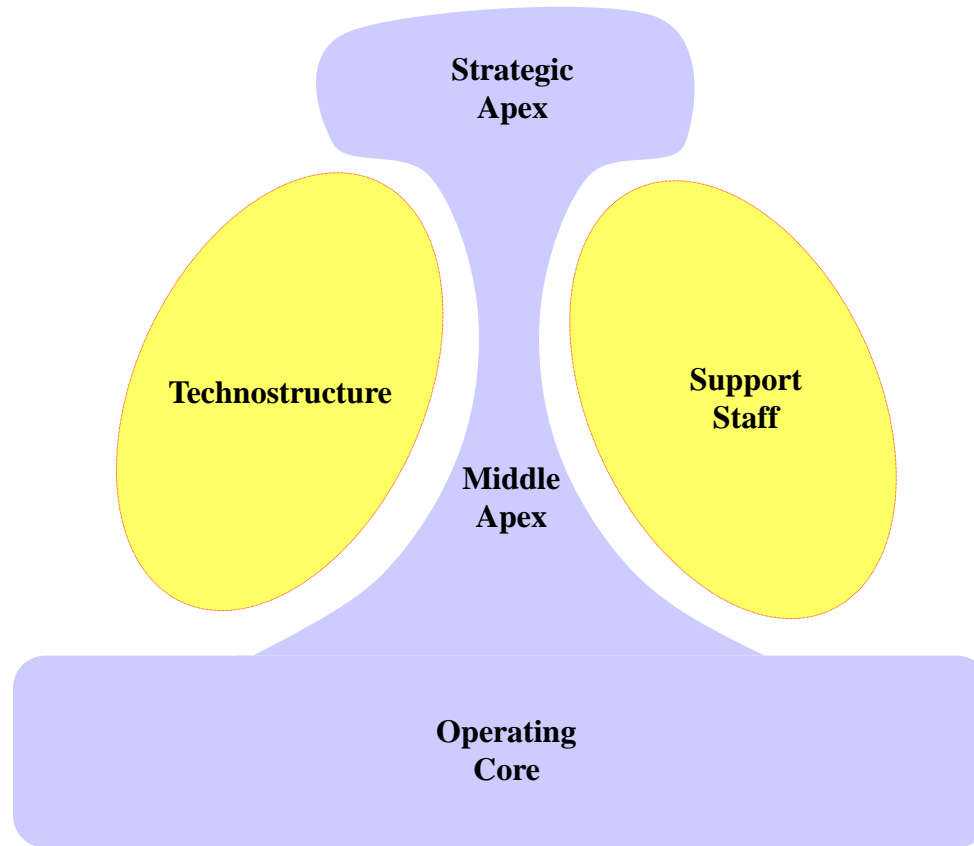 Strategic
Apex
Technostructure
Support
Staff
Middle
Apex
Operating
Core